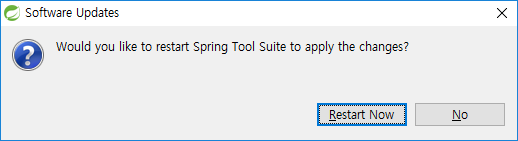 Software Updates
Would you like to restart Spring Tool Suite to apply the changes?
Restart Now
No